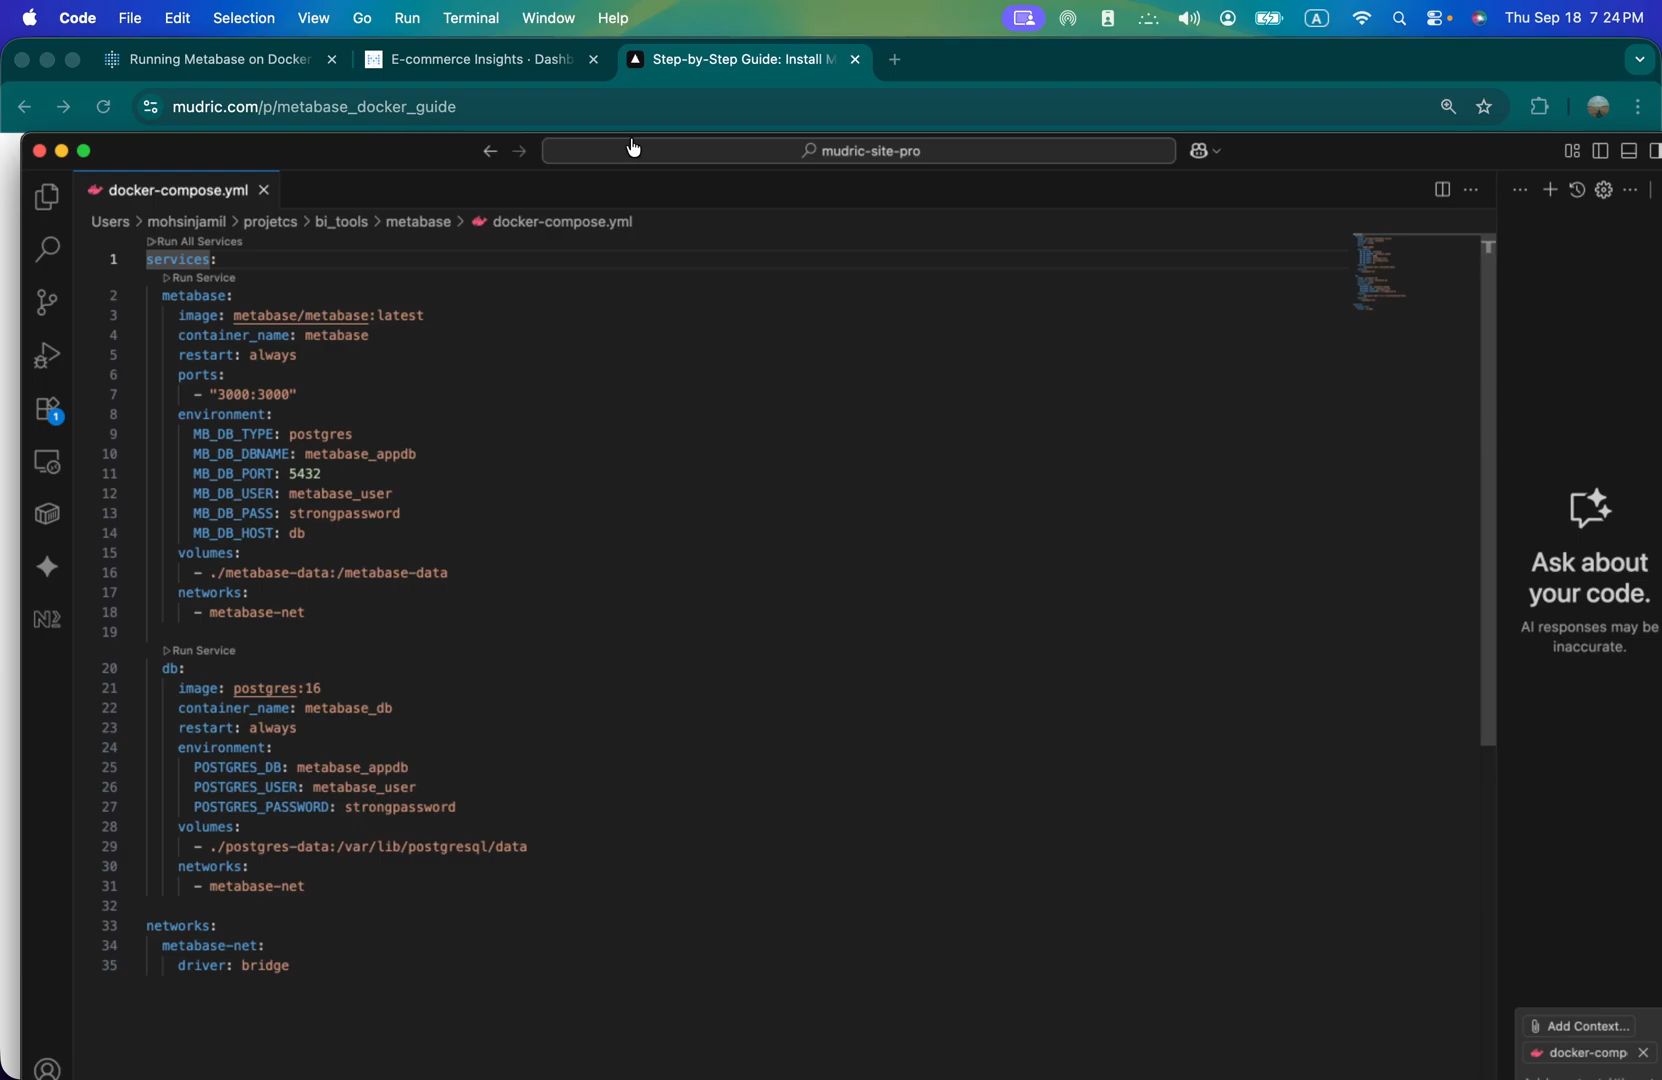 Code File Edit Selection View Go Run Terminal Window Help A Thu Sep 18 7 24 PM
Running Metabase on Docker E-commerce Insights · Dashb Step-by-Step Guide: Install M
mudric.com/p/metabase_docker_guide
mudric-site-pro
docker-compose.yml
Users > mohsinjamil > projetcs > bi_tools > metabase > docker-compose.yml
Run All Services
1 services:
Run Service
2 metabase:
3 image: metabase/metabase:latest
4 container_name: metabase
5 restart: always
6 ports:
7 - "3000:3000"
8 environment:
9 MB_DB_TYPE: postgres
10 MB_DB_DBNAME: metabase_appdb
11 MB_DB_PORT: 5432
12 MB_DB_USER: metabase_user
13 MB_DB_PASS: strongpassword
14 MB_DB_HOST: db
15 volumes:
16 - ./metabase-data:/metabase-data
17 networks:
18 - metabase-net
19
Run Service
20 db:
21 image: postgres:16
22 container_name: metabase_db
23 restart: always
24 environment:
25 POSTGRES_DB: metabase_appdb
26 POSTGRES_USER: metabase_user
27 POSTGRES_PASSWORD: strongpassword
28 volumes:
29 - ./postgres-data:/var/lib/postgresql/data
30 networks:
31 - metabase-net
32
33 networks:
34 metabase-net:
35 driver: bridge
1
Ask about
your code.
AI responses may be
inaccurate.
Add Context...
docker-comp